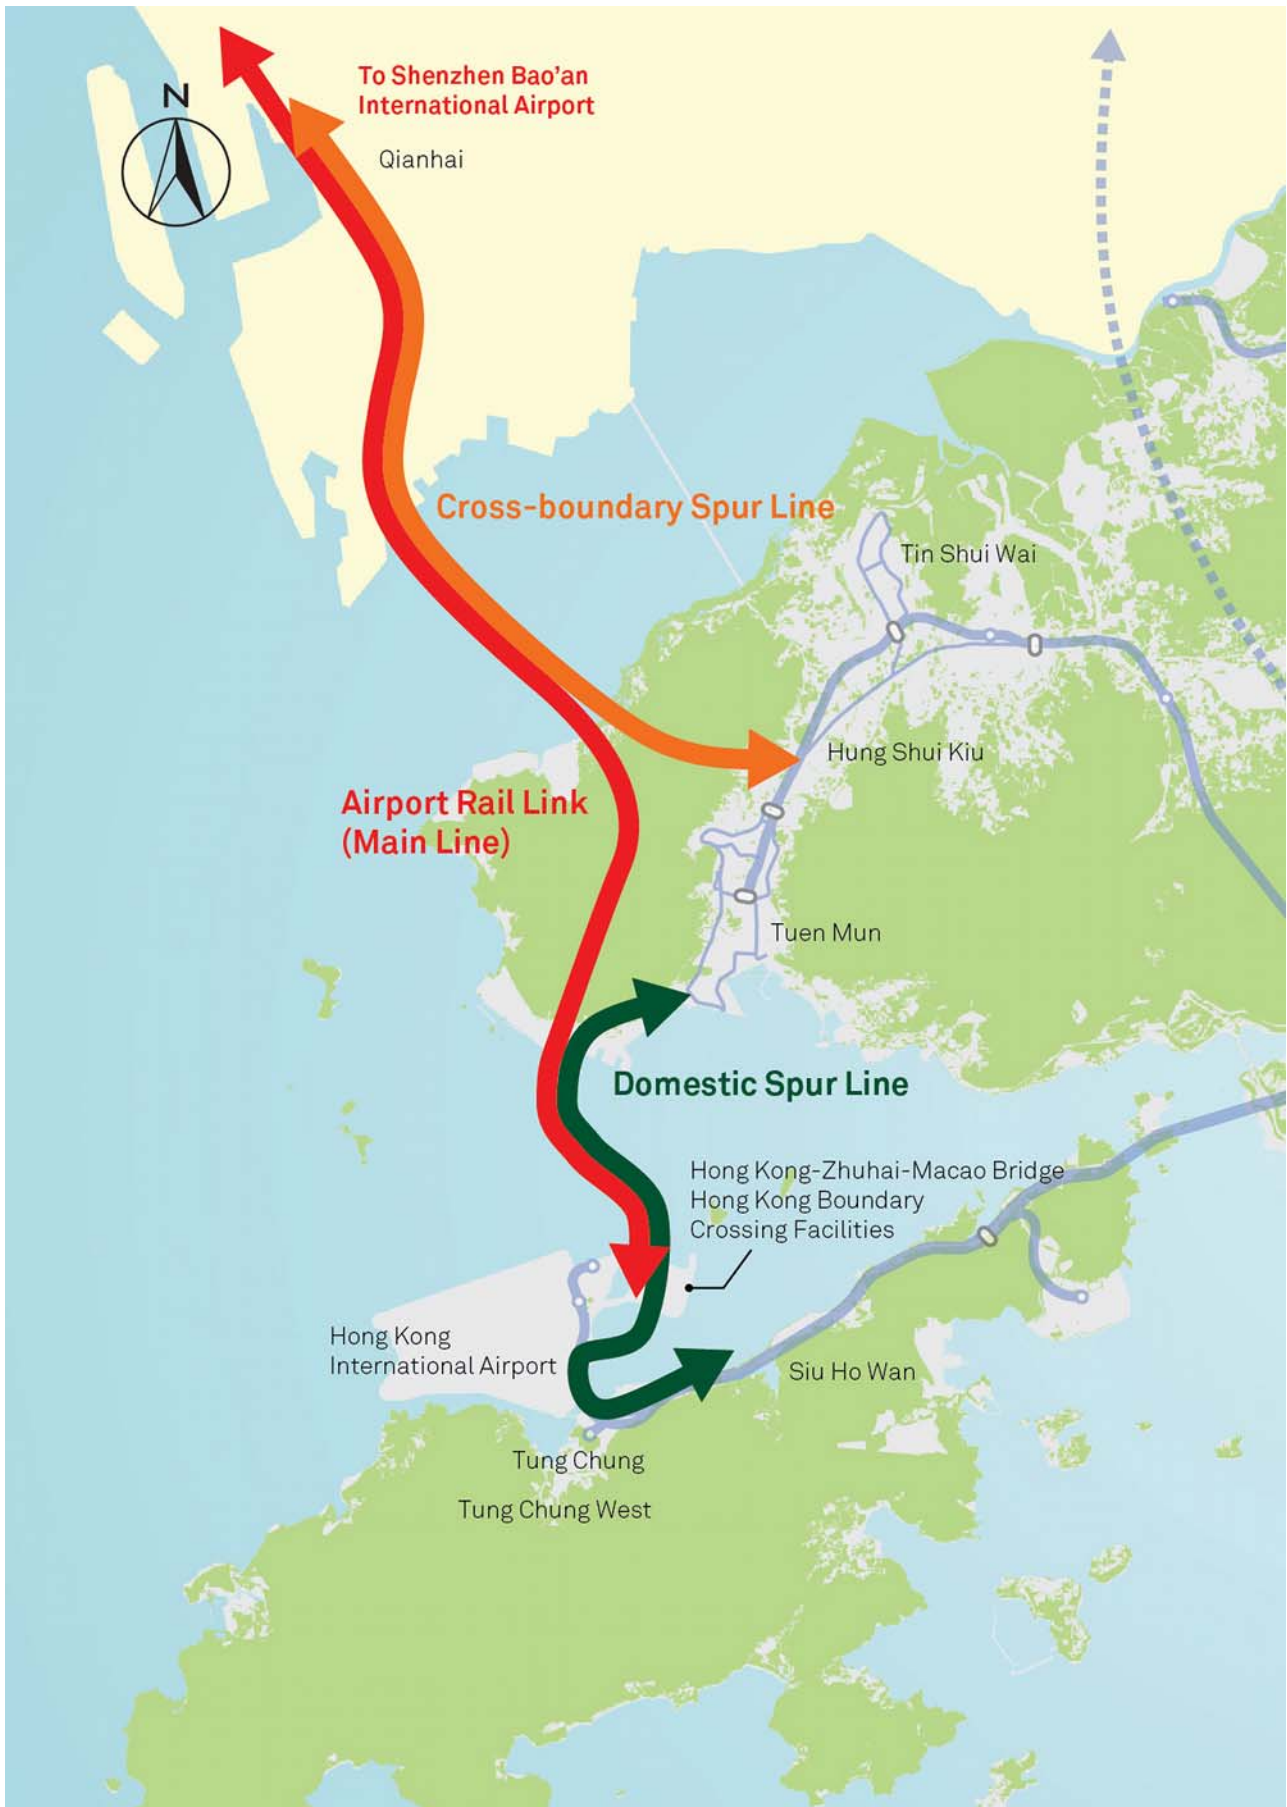 To Shenzhen Bao'an
International Airport
N
Qianhai
Cross-boundary Spur Line
Tin Shui Wai
Hung Shui Kiu
Airport Rail Link
(Main Line)
Tuen Mun
Domestic Spur Line
Hong Kong-Zhuhai-Macao Bridge
Hong Kong Boundary
Crossing Facilities
Hong Kong
International Airport
Siu Ho Wan
Tung Chung
Tung Chung West